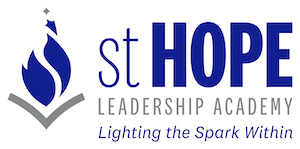 st HOPE
LEADERSHIP ACADEMY
Lighting the Spark Within